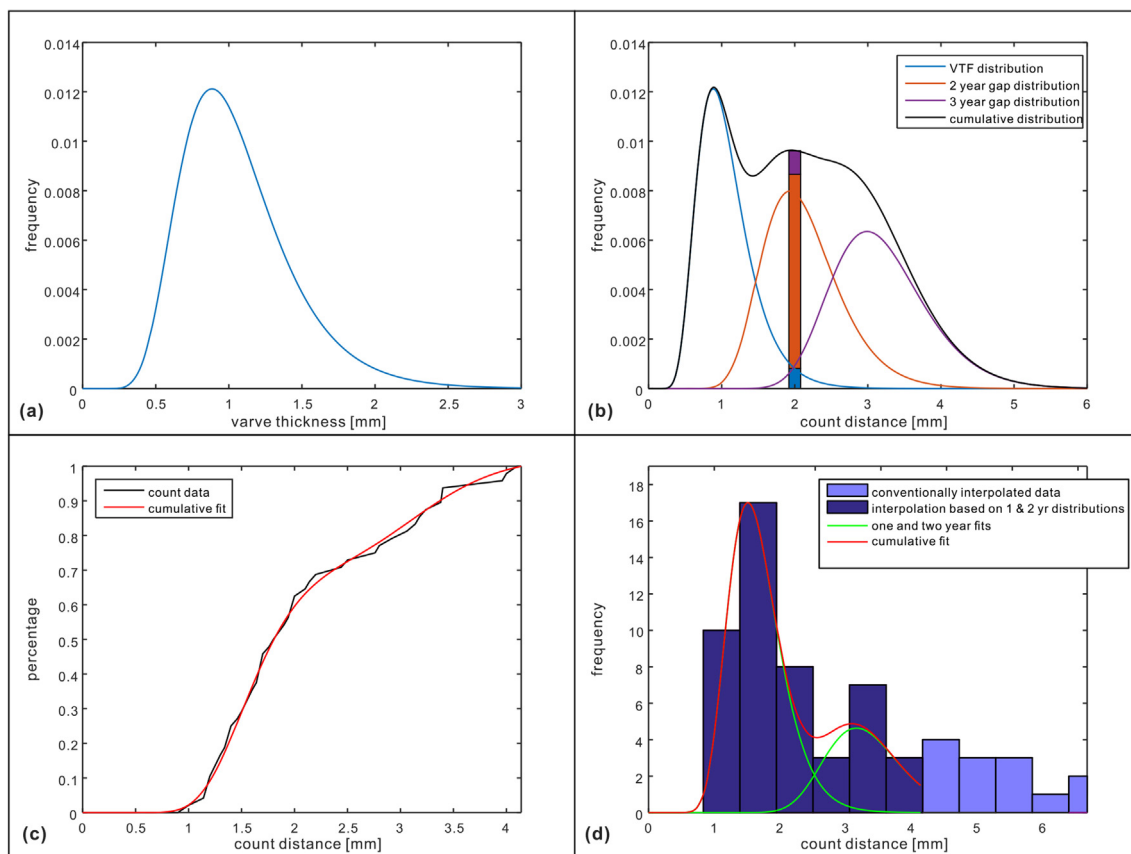 0.014
0.012
0.01
0.008
0.006
0.004
0.002
0
frequency
0 0.5 1 1.5 2 2.5 3
varve thickness [mm]
(a)
0.014
0.012
0.01
0.008
0.006
0.004
0.002
0
frequency
VTF distribution
2 year gap distribution
3 year gap distribution
cumulative distribution
0 1 2 3 4 5 6
count distance [mm]
(b)
1
0.9
0.8
0.7
0.6
0.5
0.4
0.3
0.2
0.1
0
percentage
count data
cumulative fit
0 0.5 1 1.5 2 2.5 3 3.5 4
count distance [mm]
(c)
18
16
14
12
10
8
6
4
2
0
frequency
conventionally interpolated data
interpolation based on 1 & 2 yr distributions
one and two year fits
cumulative fit
0 1 2 3 4 5 6
count distance [mm]
(d)